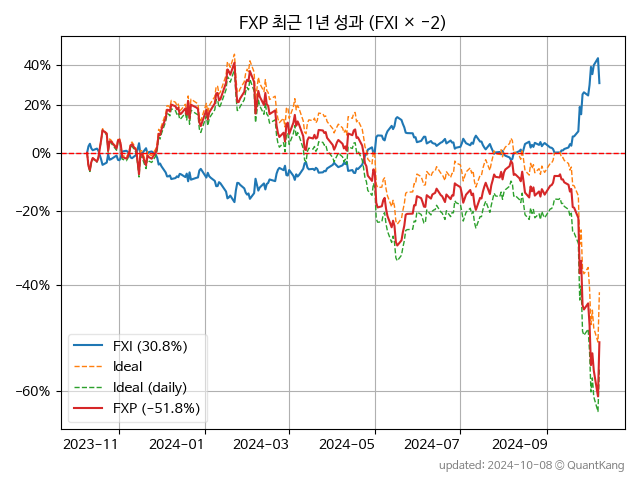 FXP 최근 1년 성과 (FXI × −2)
40%
20%
0%
−20%
−40%
−60%
FXI (30.8%)
Ideal
Ideal (daily)
FXP (−51.8%)
2023-11
2024-01
2024-03
2024-05
2024-07
2024-09
updated: 2024-10-08 © QuantKang